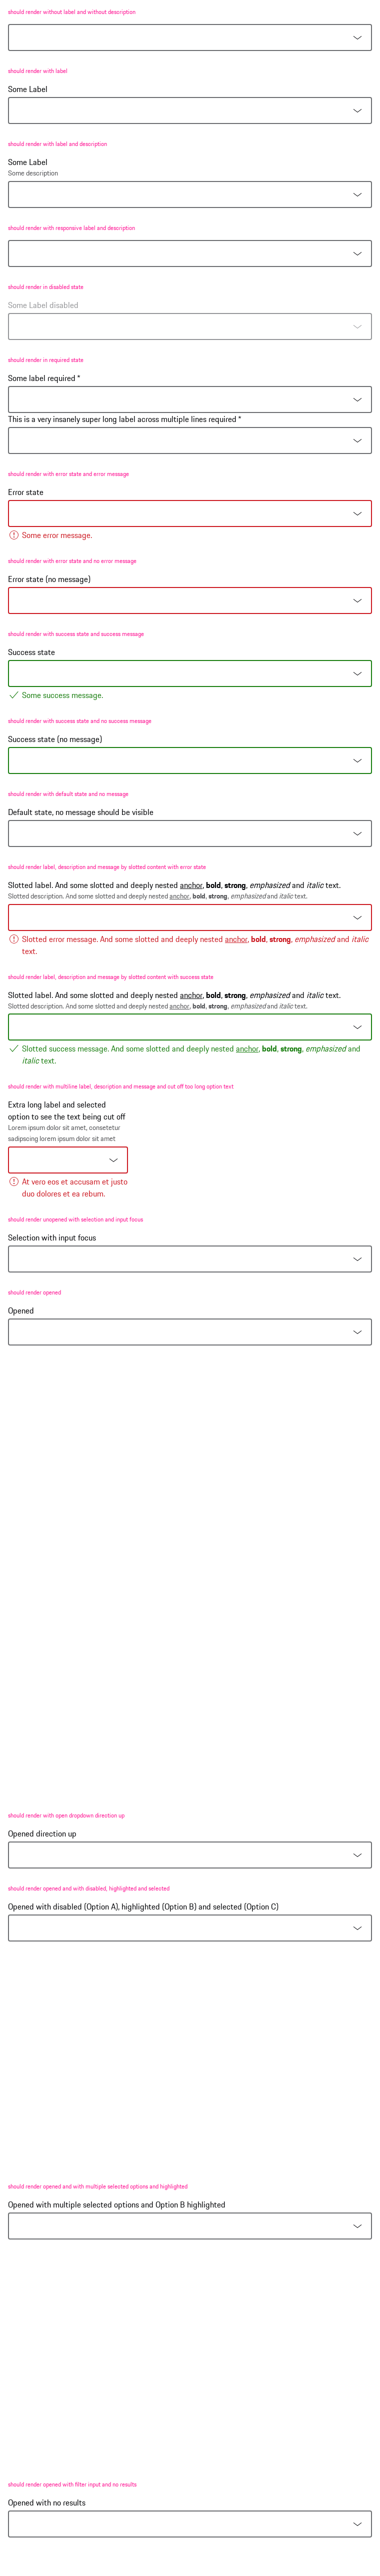 should render without label and without description
should render with label
Some Label
should render with label and description
Some Label
Some description
should render with responsive label and description
should render in disabled state
Some Label disabled
should render in required state
Some label required *
This is a very insanely super long label across multiple lines required *
should render with error state and error message
Error state
Some error message.
should render with error state and no error message
Error state (no message)
should render with success state and success message
Success state
Some success message.
should render with success state and no success message
Success state (no message)
should render with default state and no message
Default state, no message should be visible
should render label, description and message by slotted content with error state
Slotted label. And some slotted and deeply nested anchor, bold, strong, emphasized and italic text.
Slotted description. And some slotted and deeply nested anchor, bold, strong, emphasized and italic text.
Slotted error message. And some slotted and deeply nested anchor, bold, strong, emphasized and italic
text.
should render label, description and message by slotted content with success state
Slotted label. And some slotted and deeply nested anchor, bold, strong, emphasized and italic text.
Slotted description. And some slotted and deeply nested anchor, bold, strong, emphasized and italic text.
Slotted success message. And some slotted and deeply nested anchor, bold, strong, emphasized and
italic text.
should render with multiline label, description and message and cut off too long option text
Extra long label and selected
option to see the text being cut off
Lorem ipsum dolor sit amet, consetetur
sadipscing lorem ipsum dolor sit amet
At vero eos et accusam et justo
duo dolores et ea rebum.
should render unopened with selection and input focus
Selection with input focus
should render opened
Opened
should render with open dropdown direction up
Opened direction up
should render opened and with disabled, highlighted and selected
Opened with disabled (Option A), highlighted (Option B) and selected (Option C)
should render opened and with multiple selected options and highlighted
Opened with multiple selected options and Option B highlighted
should render opened with filter input and no results
Opened with no results